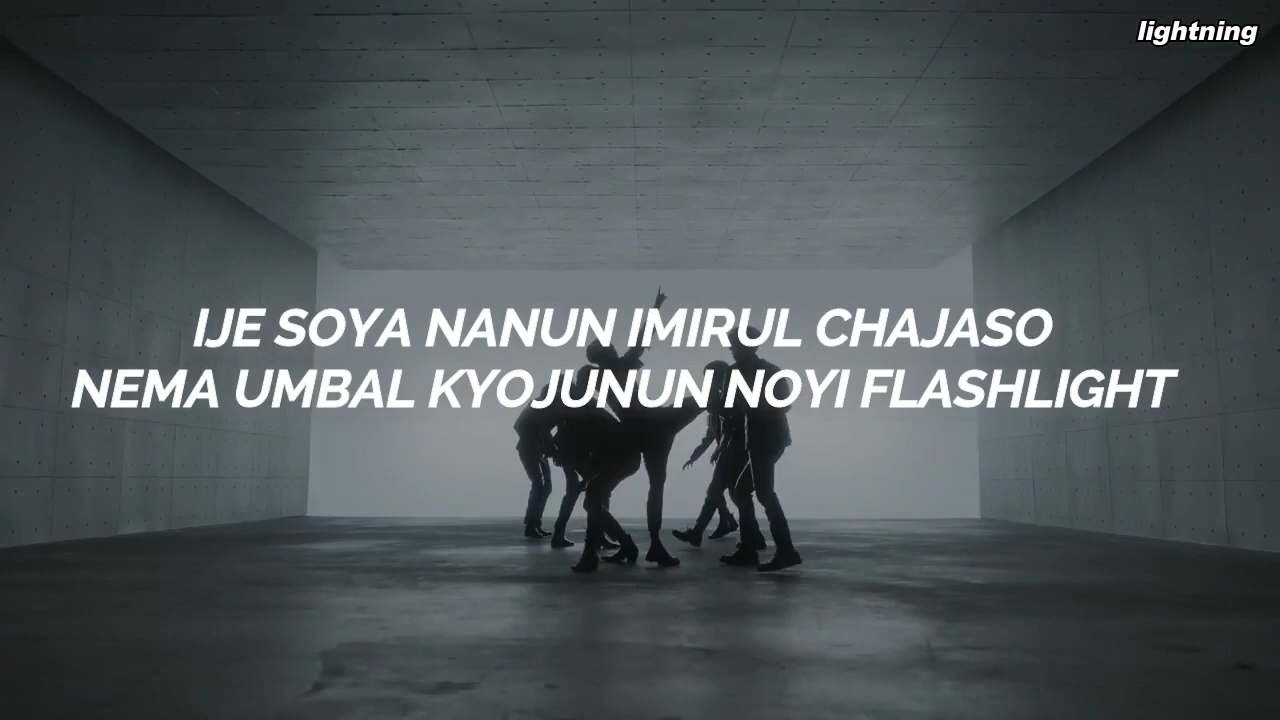 lightning
IJE SOYA NANUN IMIRUL CHAJASO
NEMA UMBAL KYOJUNUN NOYI FLASHLIGHT